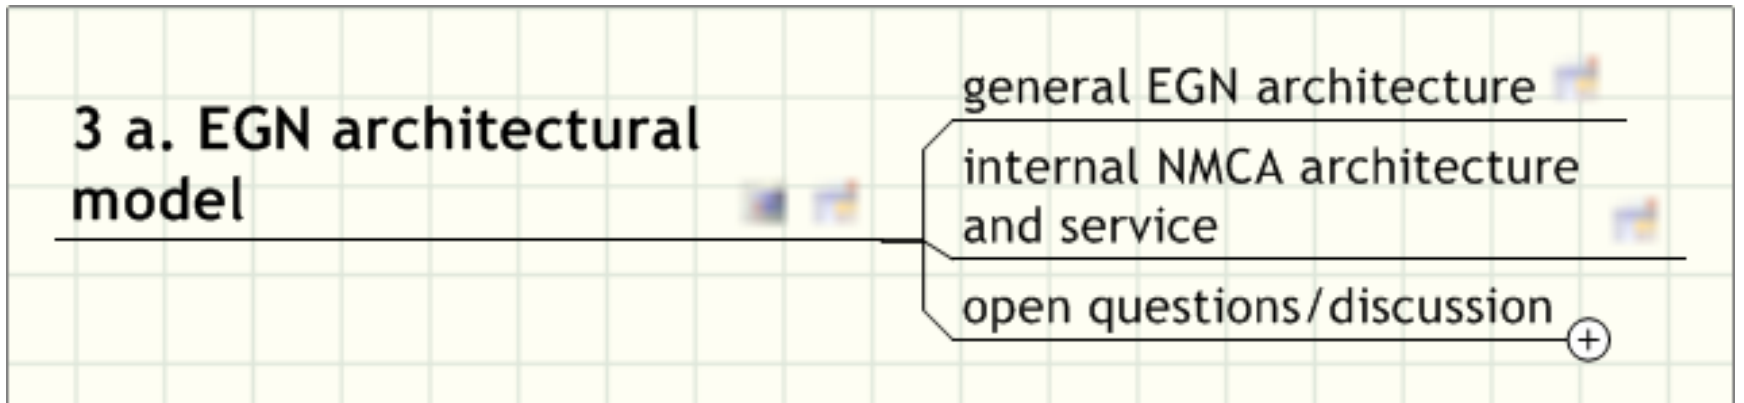 3 a. EGN architectural
model
general EGN architecture
internal NMCA architecture
and service
open questions/discussion